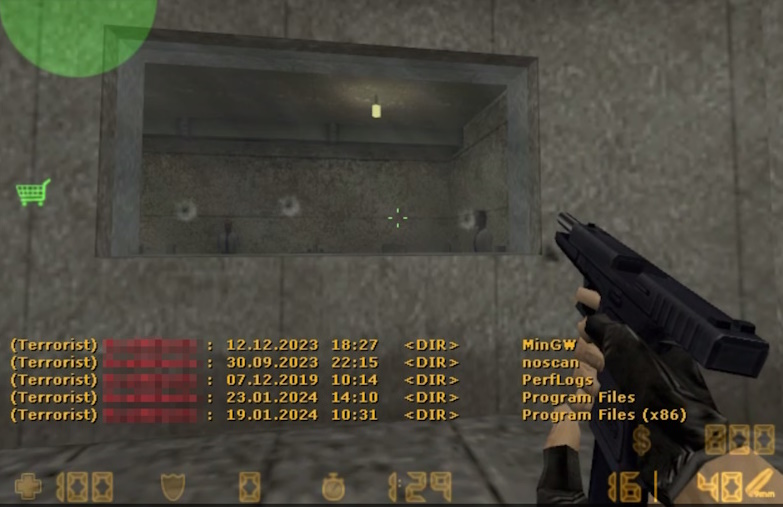 (Terrorist) : 12.12.2023 18:27 <DIR> MinGW
(Terrorist) : 30.09.2023 22:15 <DIR> noscan
(Terrorist) : 07.12.2019 10:14 <DIR> PerfLogs
(Terrorist) : 23.01.2024 14:10 <DIR> Program Files
(Terrorist) : 19.01.2024 10:31 <DIR> Program Files (x86)
$ 800
100 0 1:29 16 | 40